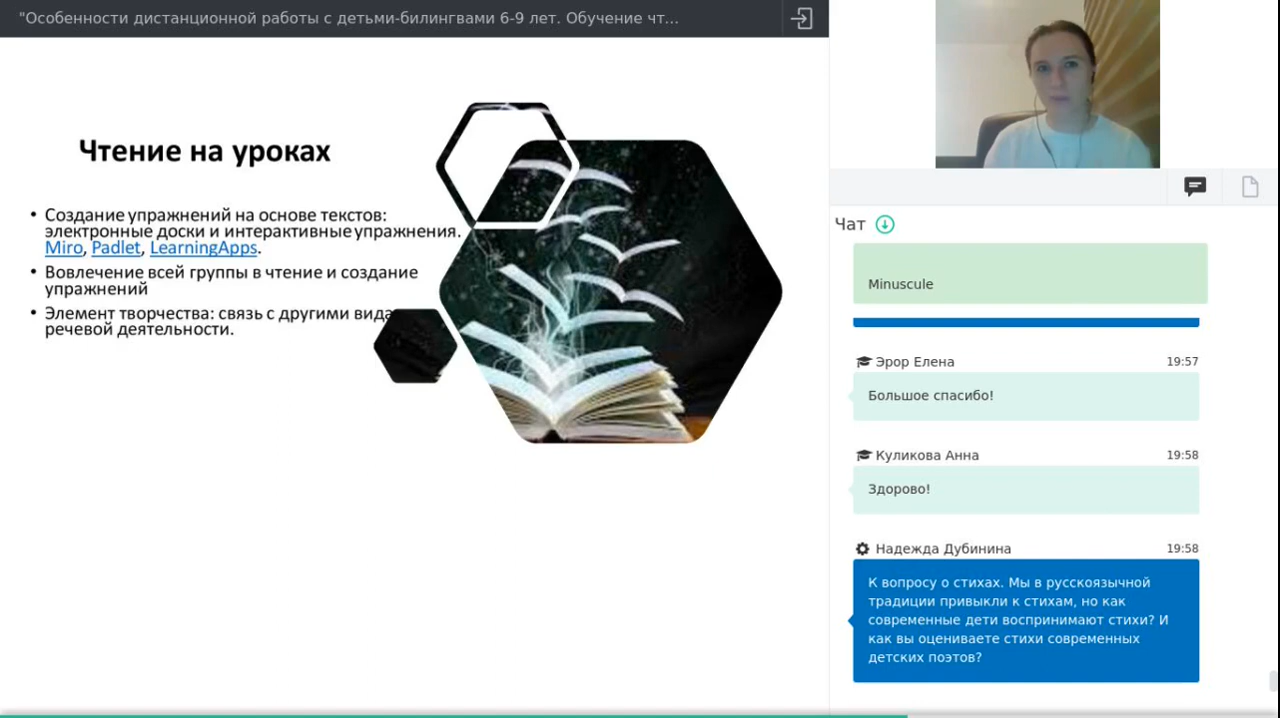 "Особенности дистанционной работы с детьми-билингвами 6-9 лет. Обучение чт...
Чтение на уроках
• Создание упражнений на основе текстов:
электронные доски и интерактивные упражнения.
Miro, Padlet, LearningApps.
• Вовлечение всей группы в чтение и создание
упражнений
• Элемент творчества: связь с другими вида
речевой деятельности.
Чат
Minuscule
Эрор Елена 19:57
Большое спасибо!
Куликова Анна 19:58
Здорово!
Надежда Дубинина 19:58
К вопросу о стихах. Мы в русскоязычной
традиции привыкли к стихам, но как
современные дети воспринимают стихи? И
как вы оцениваете стихи современных
детских поэтов?